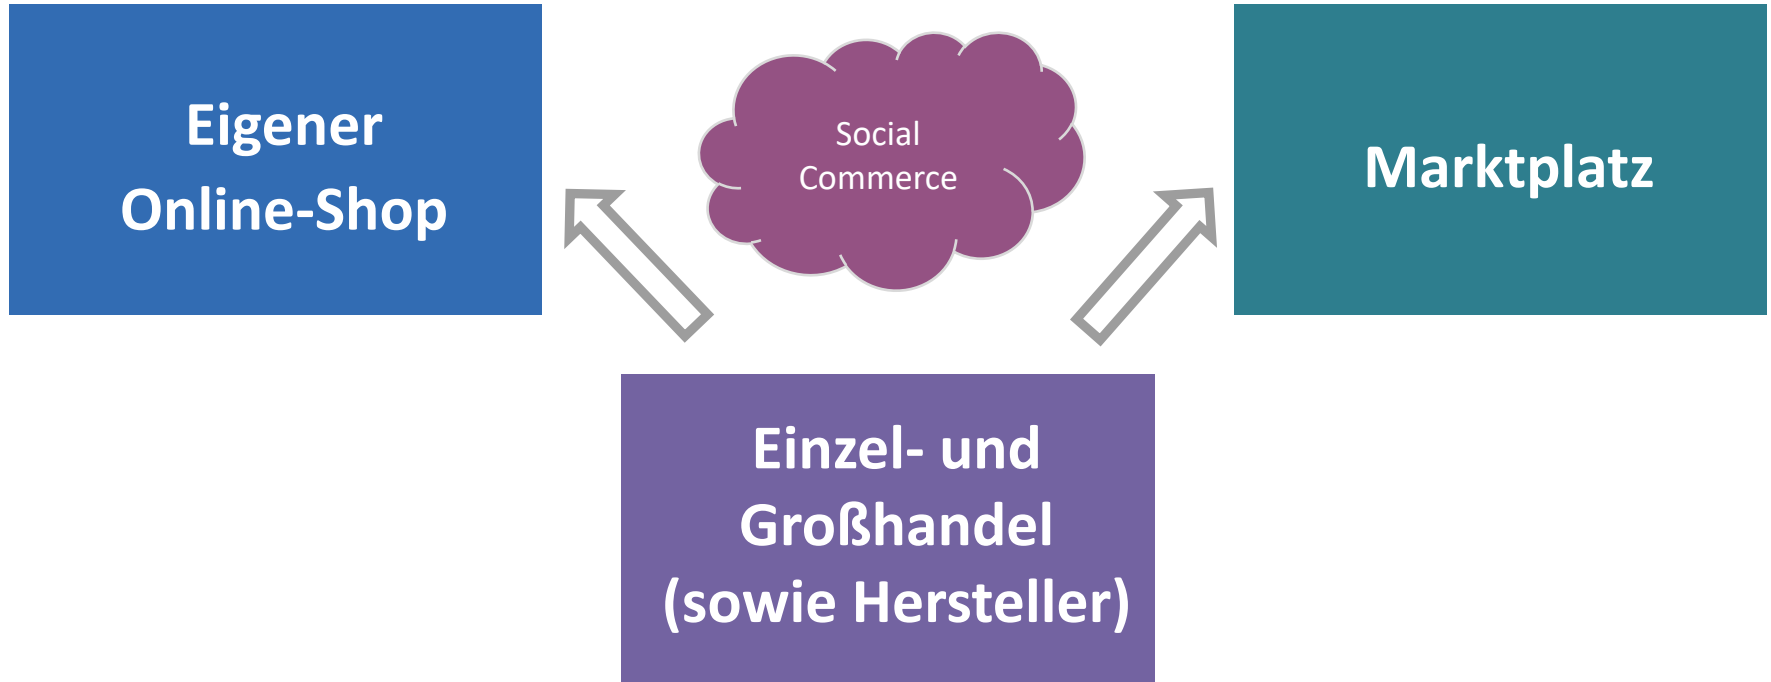 Eigener
Online-Shop
Social
Commerce
Marktplatz
Einzel- und
Großhandel
(sowie Hersteller)